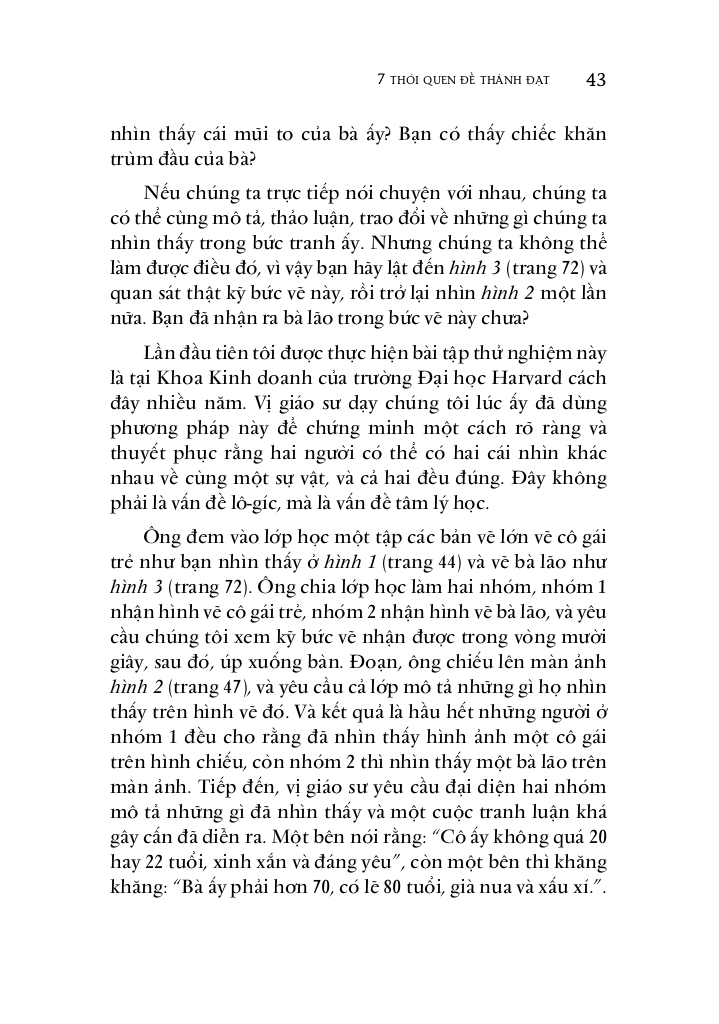 7 THÓI QUEN ĐỂ THÀNH ĐẠT 43
nhìn thấy cái mũi to của bà ấy? Bạn có thấy chiếc khăn
trùm đầu của bà?
Nếu chúng ta trực tiếp nói chuyện với nhau, chúng ta
có thể cùng mô tả, thảo luận, trao đổi về những gì chúng ta
nhìn thấy trong bức tranh ấy. Nhưng chúng ta không thể
làm được điều đó, vì vậy bạn hãy lật đến hình 3 (trang 72) và
quan sát thật kỹ bức vẽ này, rồi trở lại nhìn hình 2 một lần
nữa. Bạn đã nhận ra bà lão trong bức vẽ này chưa?
Lần đầu tiên tôi được thực hiện bài tập thử nghiệm này
là tại Khoa Kinh doanh của trường Đại học Harvard cách
đây nhiều năm. Vị giáo sư dạy chúng tôi lúc ấy đã dùng
phương pháp này để chứng minh một cách rõ ràng và
thuyết phục rằng hai người có thể có hai cái nhìn khác
nhau về cùng một sự vật, và cả hai đều đúng. Đây không
phải là vấn đề lô-gíc, mà là vấn đề tâm lý học.
Ông đem vào lớp học một tập các bản vẽ lớn vẽ cô gái
trẻ như bạn nhìn thấy ở hình 1 (trang 44) và vẽ bà lão như
hình 3 (trang 72). Ông chia lớp học làm hai nhóm, nhóm 1
nhận hình vẽ cô gái trẻ, nhóm 2 nhận hình vẽ bà lão, và yêu
cầu chúng tôi xem kỹ bức vẽ nhận được trong vòng mười
giây, sau đó, úp xuống bàn. Đoạn, ông chiếu lên màn ảnh
hình 2 (trang 47), và yêu cầu cả lớp mô tả những gì họ nhìn
thấy trên hình vẽ đó. Và kết quả là hầu hết những người ở
nhóm 1 đều cho rằng đã nhìn thấy hình ảnh một cô gái
trên hình chiếu, còn nhóm 2 thì nhìn thấy một bà lão trên
màn ảnh. Tiếp đến, vị giáo sư yêu cầu đại diện hai nhóm
mô tả những gì đã nhìn thấy và một cuộc tranh luận khá
gây cấn đã diễn ra. Một bên nói rằng: “Cô ấy không quá 20
hay 22 tuổi, xinh xắn và đáng yêu”, còn một bên thì khăng
khăng: “Bà ấy phải hơn 70, có lẽ 80 tuổi, già nua và xấu xí.”.